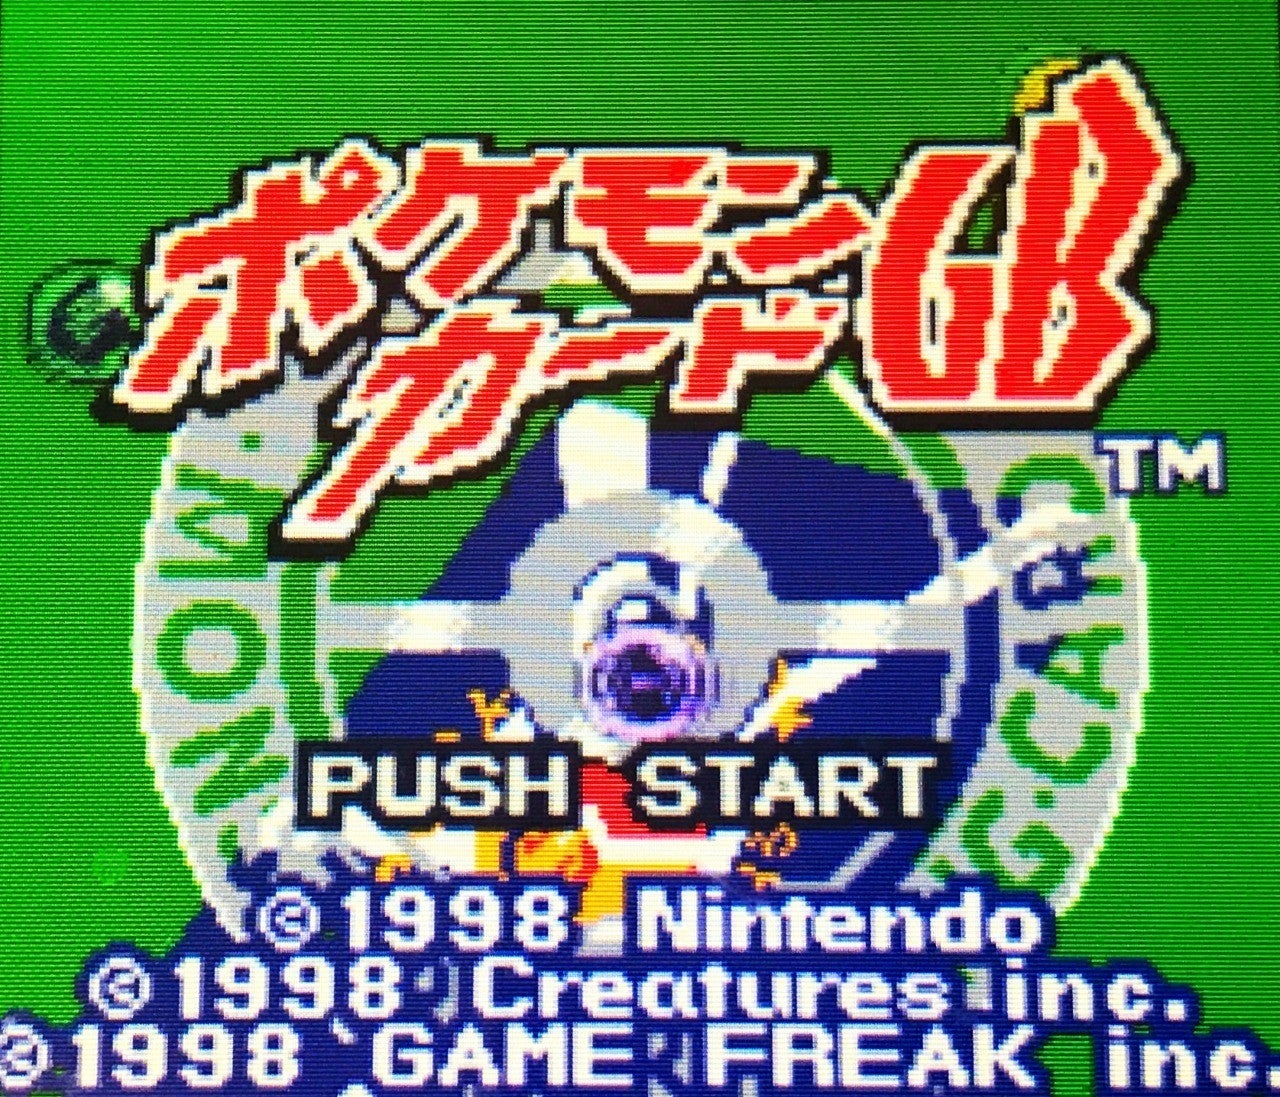 ポケモン
カードGB
TM
PUSH START
©1998 Nintendo
©1998 Creatures inc.
©1998 GAME FREAK inc.